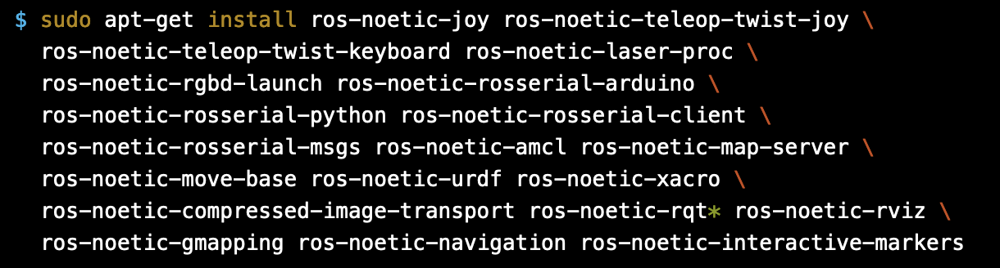 $ sudo apt-get install ros-noetic-joy ros-noetic-teleop-twist-joy \
ros-noetic-teleop-twist-keyboard ros-noetic-laser-proc \
ros-noetic-rgbd-launch ros-noetic-rosserial-arduino \
ros-noetic-rosserial-python ros-noetic-rosserial-client \
ros-noetic-rosserial-msgs ros-noetic-amcl ros-noetic-map-server \
ros-noetic-move-base ros-noetic-urdf ros-noetic-xacro \
ros-noetic-compressed-image-transport ros-noetic-rqt* ros-noetic-rviz \
ros-noetic-gmapping ros-noetic-navigation ros-noetic-interactive-markers